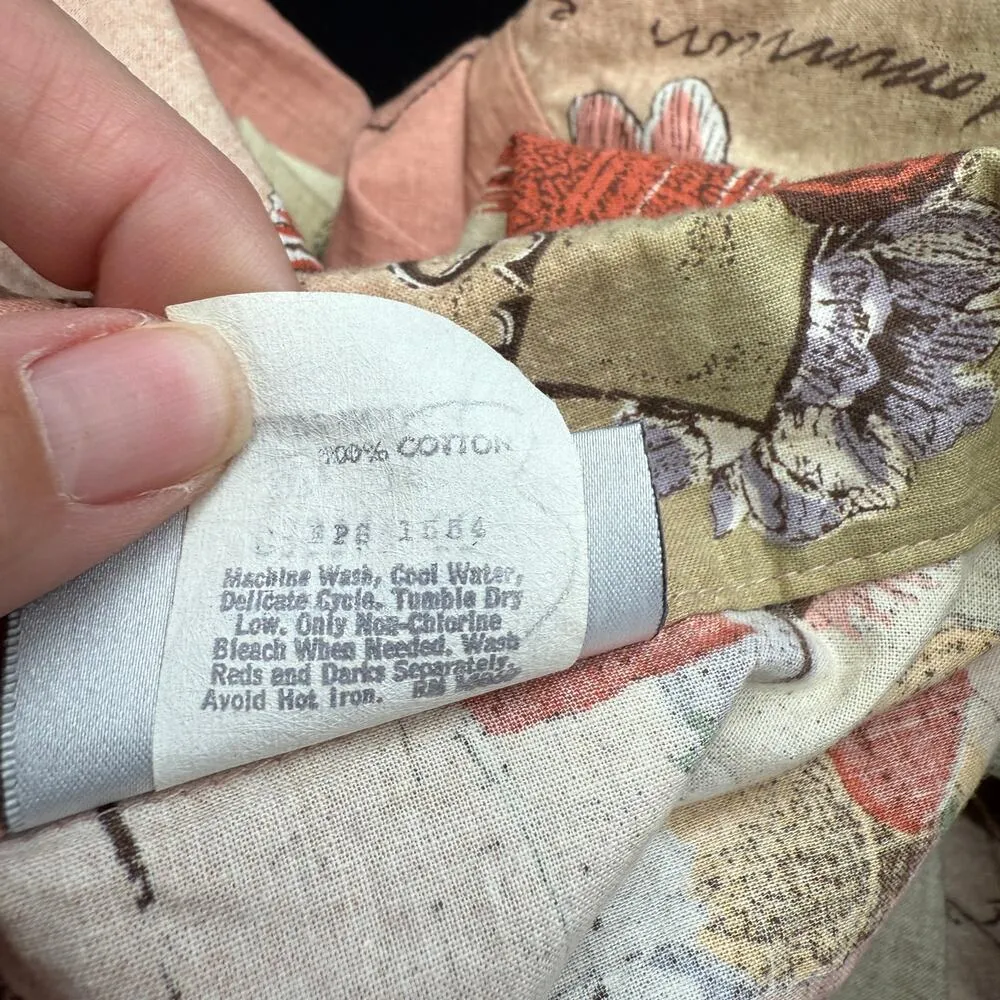 100% COTTON
Machine Wash, Cool Water,
Delicate Cycle. Tumble Dry
Low. Only Non-Chlorine
Bleach When Needed. Wash
Reds and Darks Separately.
Avoid Hot Iron. RN